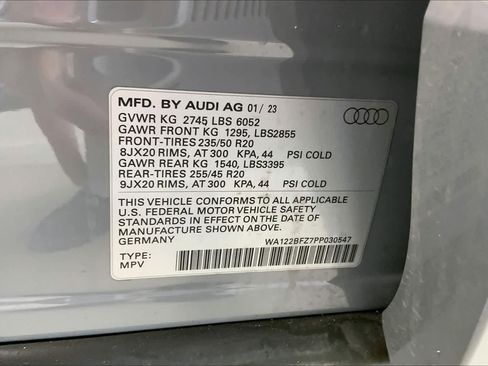 MFD. BY AUDI AG 01/ 23
GVWR KG 2745 LBS 6052
GAWR FRONT KG 1295, LBS2855
FRONT-TIRES 235/50 R20
8JX20 RIMS, AT 300 KPA, 44 PSI COLD
GAWR REAR KG 1540, LBS3395
REAR-TIRES 255/45 R20
9JX20 RIMS, AT 300 KPA, 44 PSI COLD
THIS VEHICLE CONFORMS TO ALL APPLICABLE
U.S. FEDERAL MOTOR VEHICLE SAFETY
STANDARDS IN EFFECT ON THE DATE OF
MANUFACTURE SHOWN ABOVE.
GERMANY WA122BFZ7PP030547
TYPE:
MPV